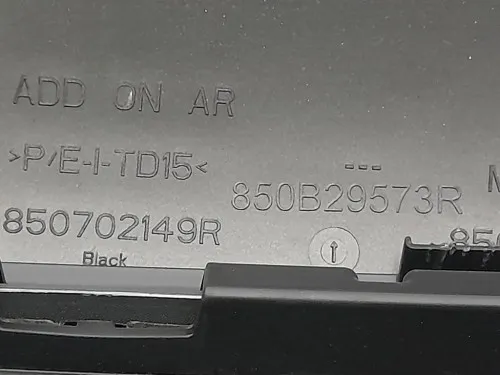 ADD ON AR
>P/E-I-TD15<
---
850B29573R
850702149R
Black